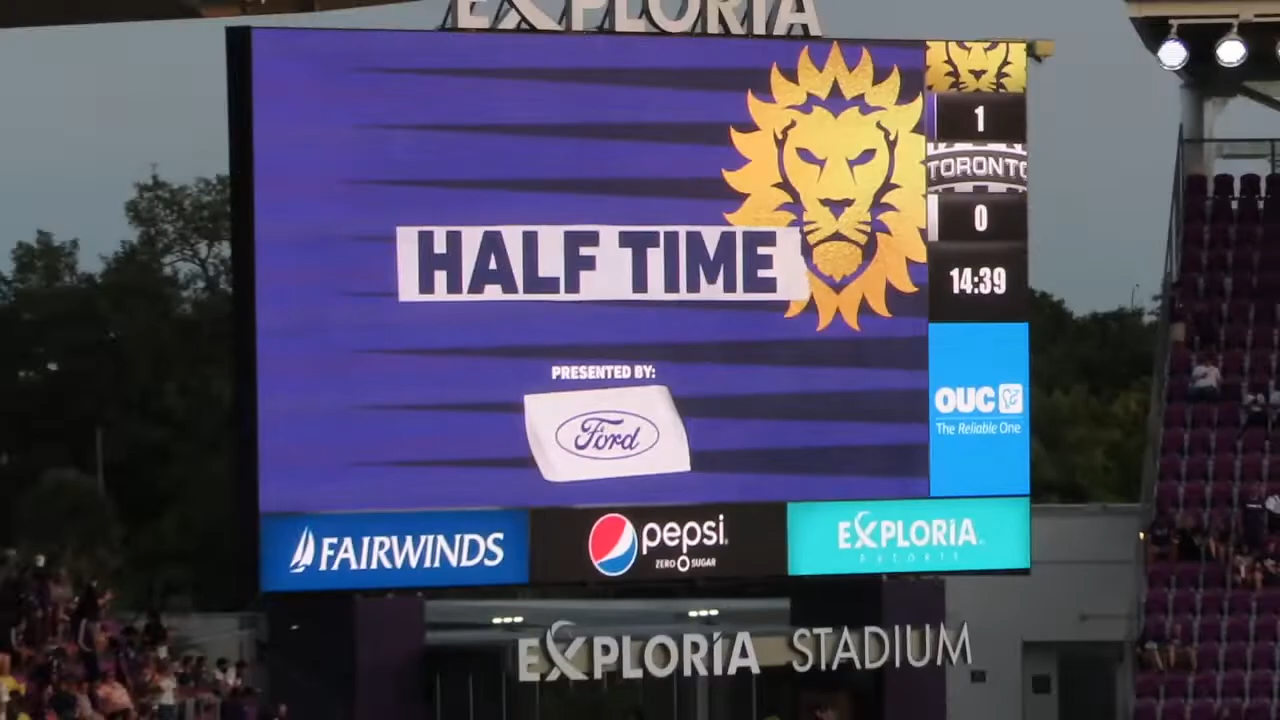 EXPLORIA
1
TORONTO
0
HALF TIME
14:39
PRESENTED BY:
Ford
OUC
The Reliable One
FAIRWINDS
pepsi
ZERO SUGAR
EXPLORIA
RESORTS
EXPLORIA STADIUM